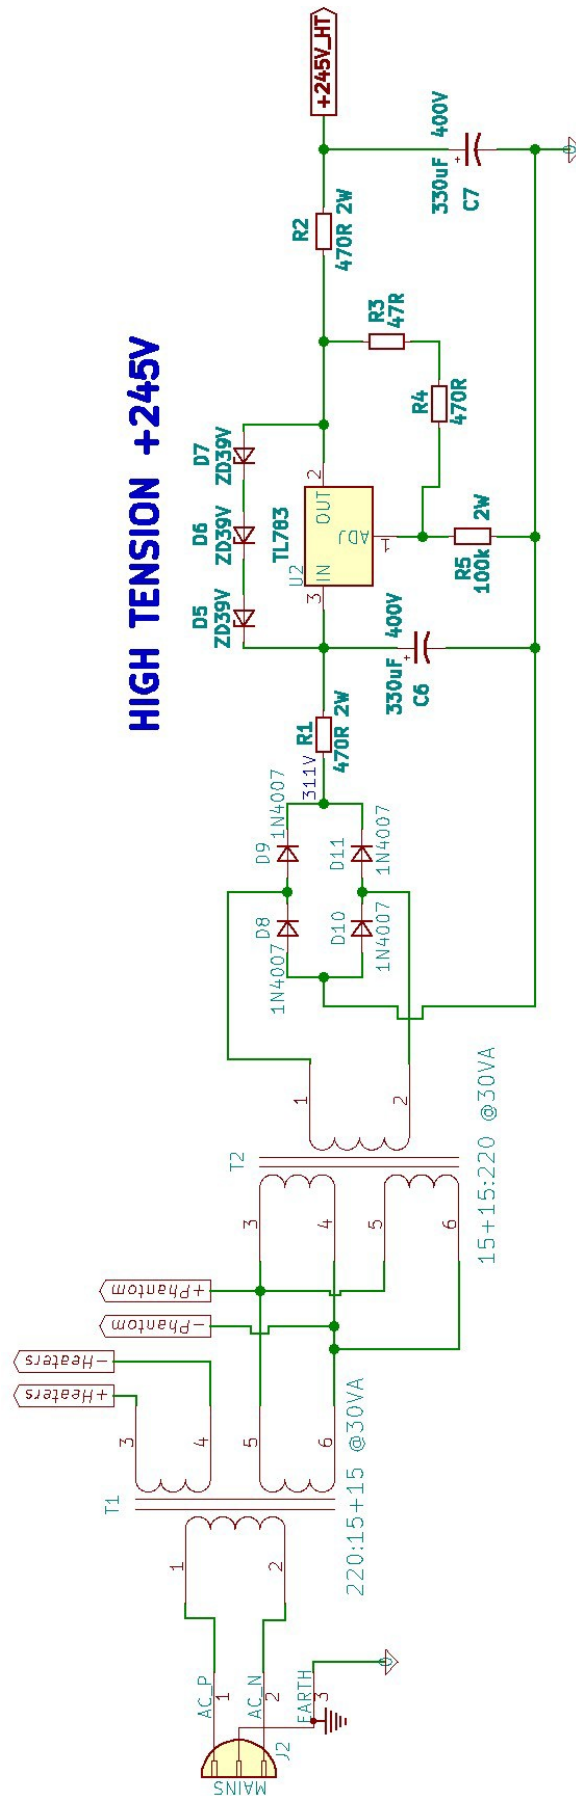 HIGH TENSION +245V
MAINS
J2
AC_P
1
AC_N
2
EARTH
3
T1
1
2
3
4
5
6
220:15+15 @30VA
+Heaters
-Heaters
-Phantom
+Phantom
T2
3
4
5
6
1
2
15+15:220 @30VA
D8
1N4007
D9
1N4007
D10
1N4007
D11
1N4007
311V
R1
470R 2W
330uF 400V
+
C6
D5
ZD39V
D6
ZD39V
D7
ZD39V
U2
TL783
3
IN
OUT
2
ADJ
1
R5
100k 2W
R4
470R
R3
47R
R2
470R 2W
330uF 400V
+
C7
+245V_HT
0
0